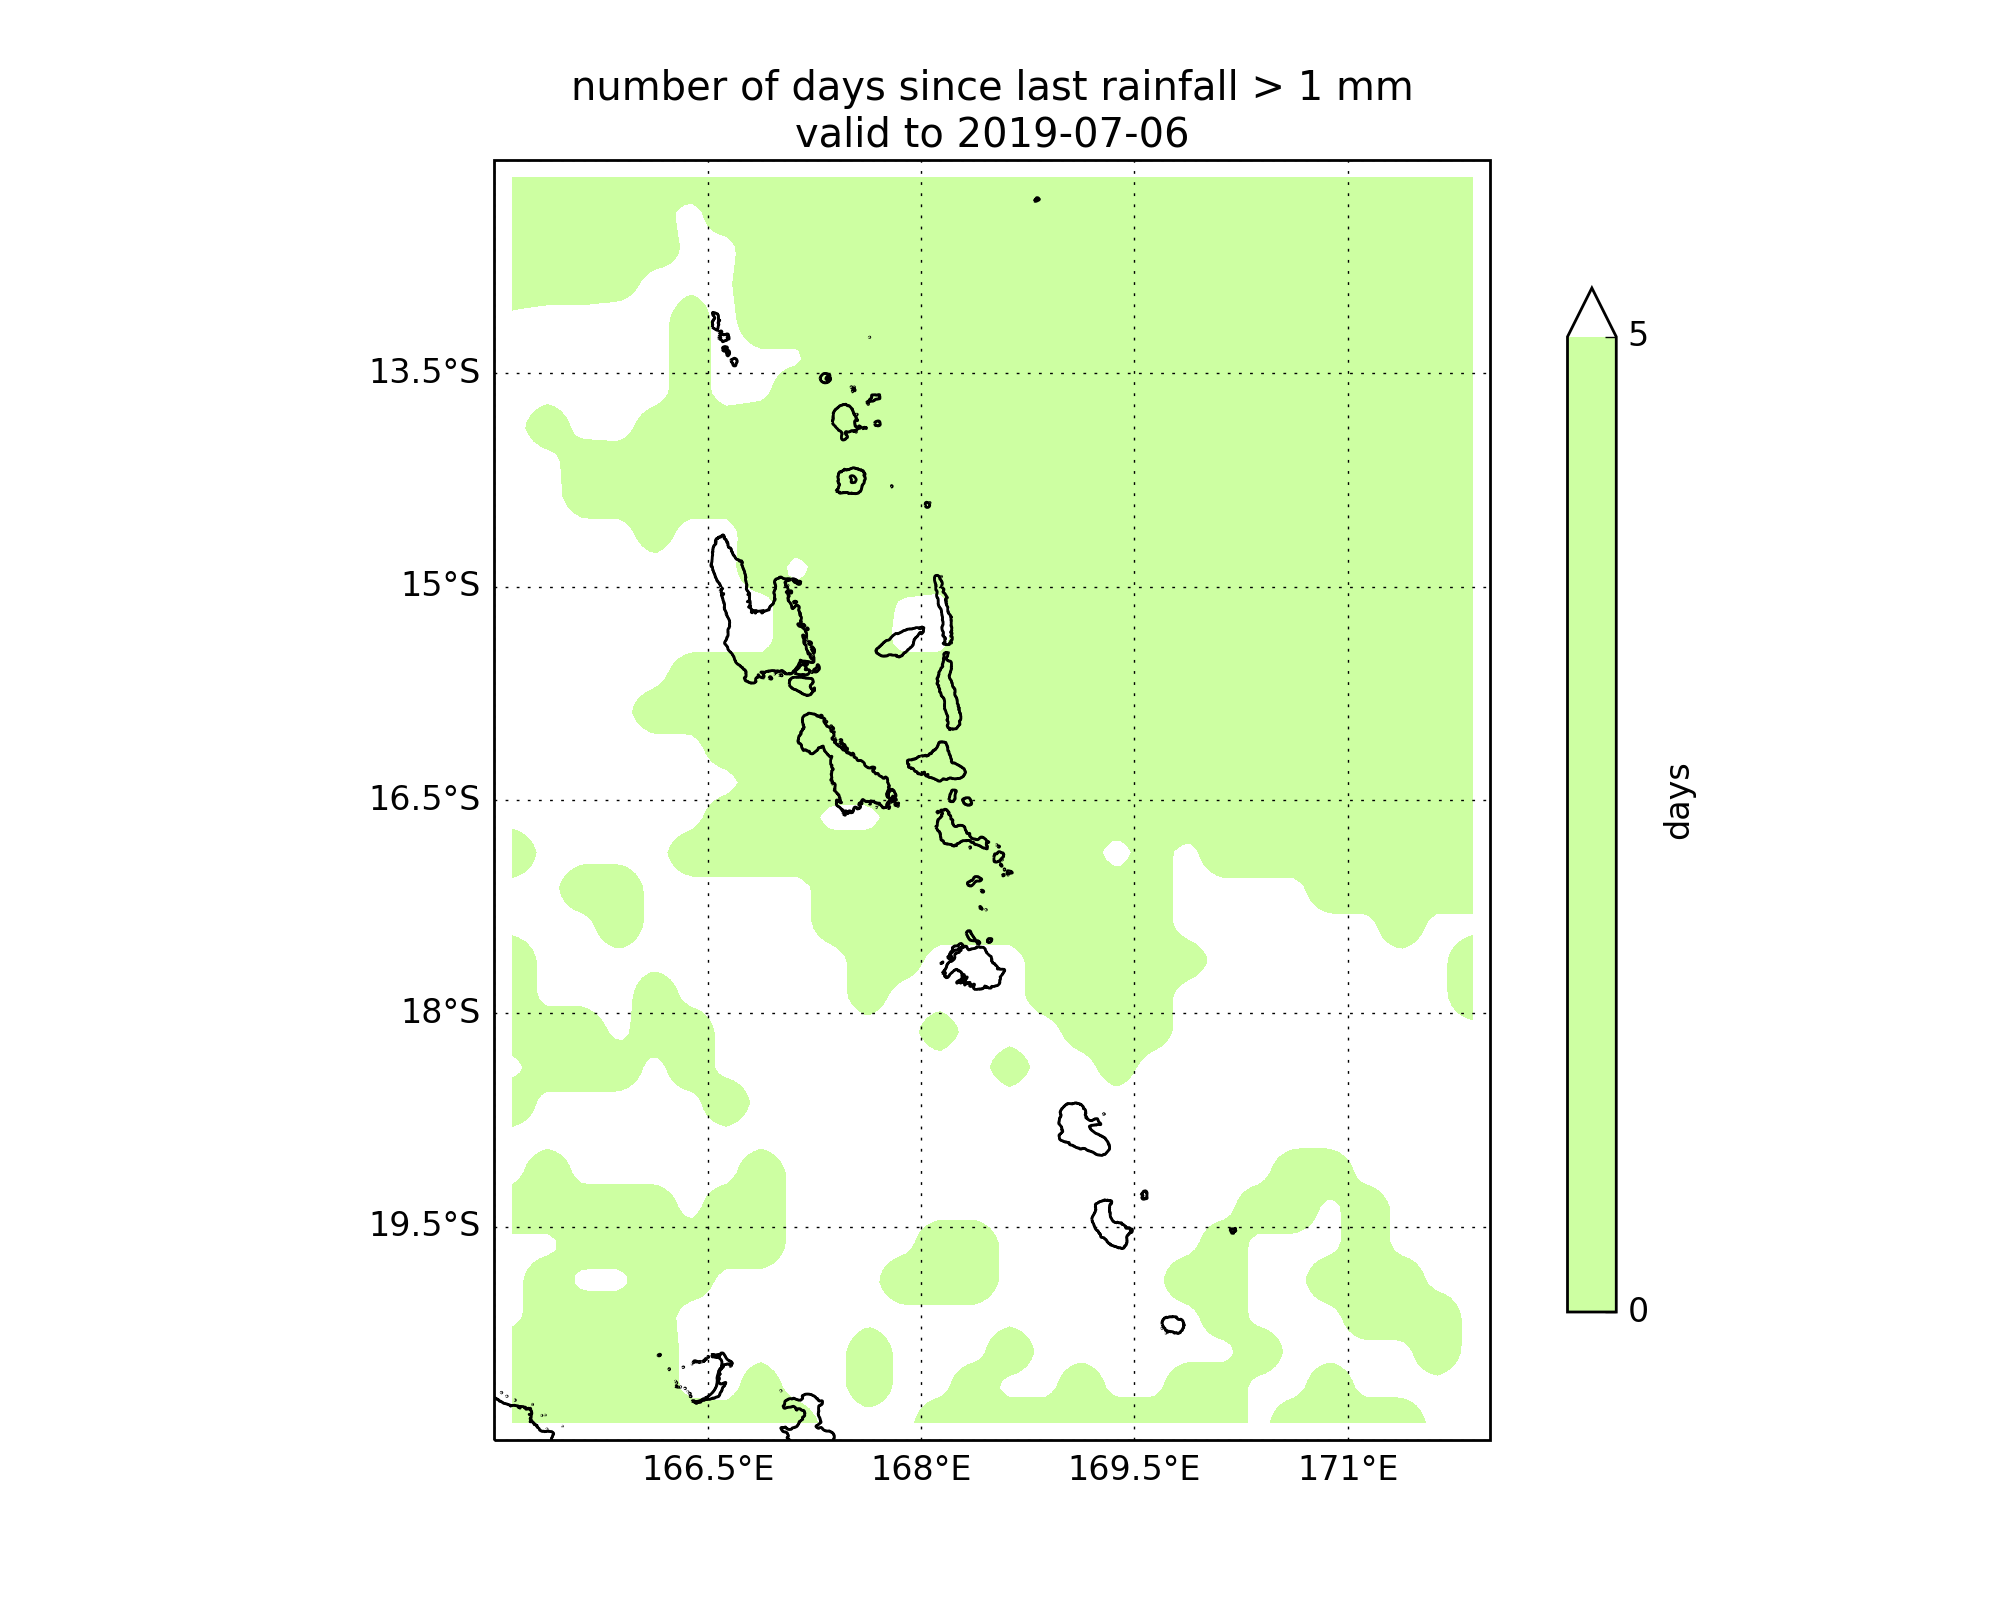 number of days since last rainfall > 1 mm
valid to 2019-07-06
13.5°S
15°S
16.5°S
18°S
19.5°S
166.5°E
168°E
169.5°E
171°E
5
0
days